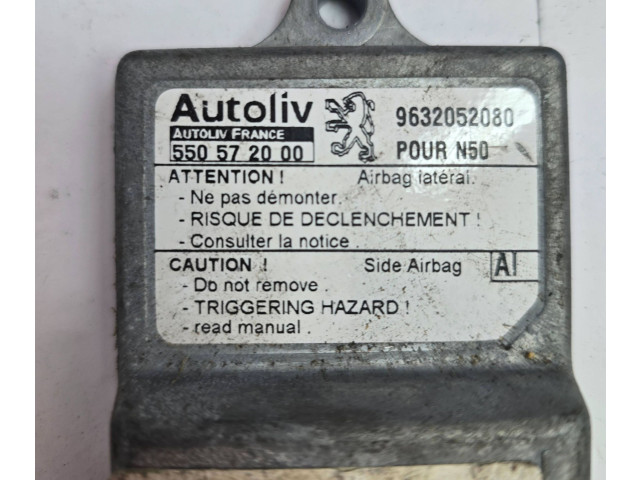 Autoliv 9632052080
AUTOLIV FRANCE
550 57 20 00 POUR N50
ATTENTION ! Airbag latéral.
- Ne pas démonter.
- RISQUE DE DECLENCHEMENT !
- Consulter la notice .
CAUTION ! Side Airbag A
- Do not remove .
- TRIGGERING HAZARD !
- read manual .